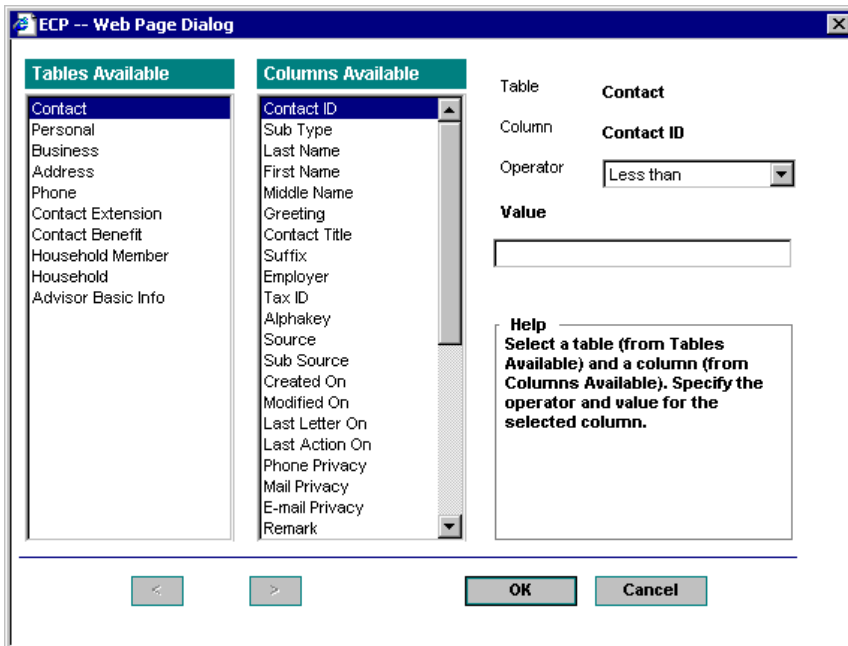 ECP -- Web Page Dialog
Tables Available
Contact
Personal
Business
Address
Phone
Contact Extension
Contact Benefit
Household Member
Household
Advisor Basic Info
Columns Available
Contact ID
Sub Type
Last Name
First Name
Middle Name
Greeting
Contact Title
Suffix
Employer
Tax ID
Alphakey
Source
Sub Source
Created On
Modified On
Last Letter On
Last Action On
Phone Privacy
Mail Privacy
E-mail Privacy
Remark
Table Contact
Column Contact ID
Operator Less than
Value
Help
Select a table (from Tables
Available) and a column (from
Columns Available). Specify the
operator and value for the
selected column.
< > OK Cancel